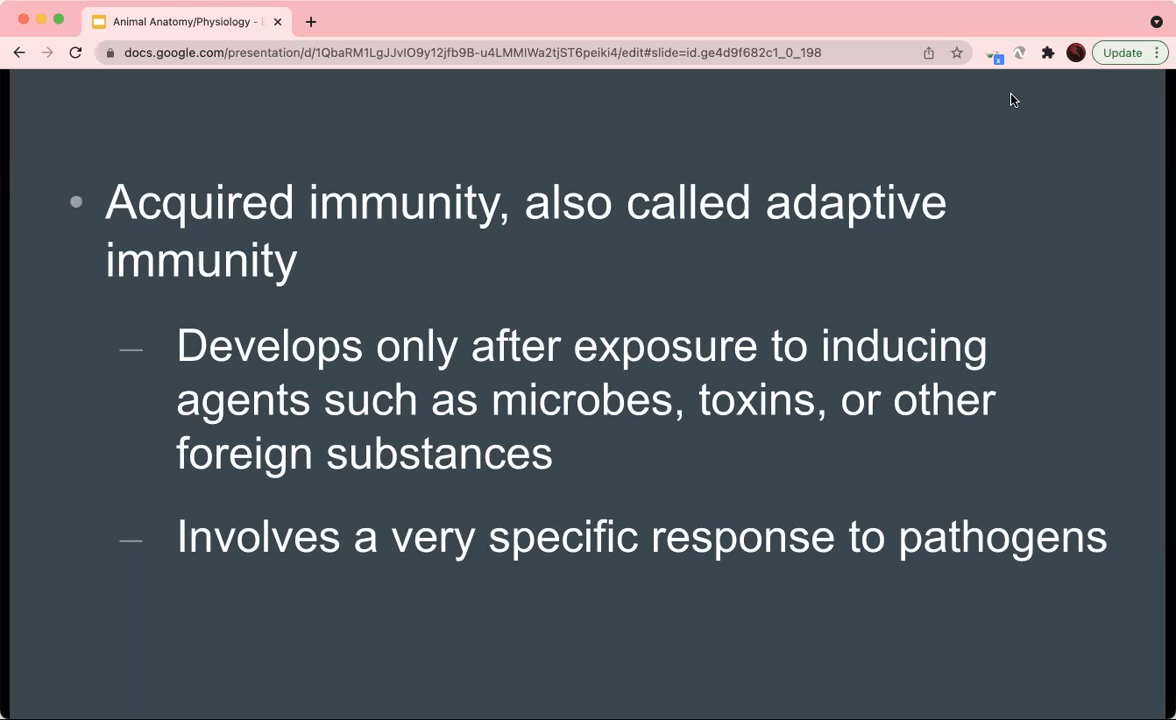 Animal Anatomy/Physiology -
docs.google.com/presentation/d/1QbaRM1LgJJvIO9y12jfb9B-u4LMMIWa2tjST6peiki4/edit#slide=id.ge4d9f682c1_0_198
x
Update
• Acquired immunity, also called adaptive
immunity
— Develops only after exposure to inducing
agents such as microbes, toxins, or other
foreign substances
— Involves a very specific response to pathogens